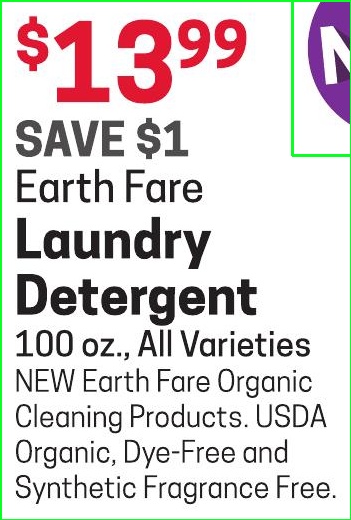 $13.99
SAVE $1
Earth Fare
Laundry
Detergent
100 oz., All Varieties
NEW Earth Fare Organic
Cleaning Products. USDA
Organic, Dye-Free and
Synthetic Fragrance Free.